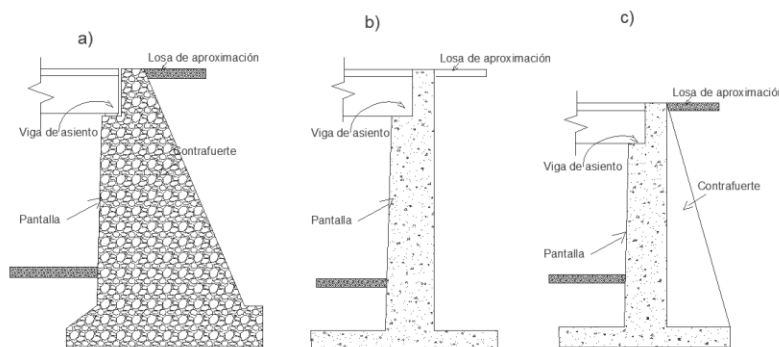 a)
Losa de aproximación
Viga de asiento
Contrafuerte
Pantalla
b)
Losa de aproximación
Viga de asiento
Pantalla
c)
Losa de aproximación
Viga de asiento
Contrafuerte
Pantalla